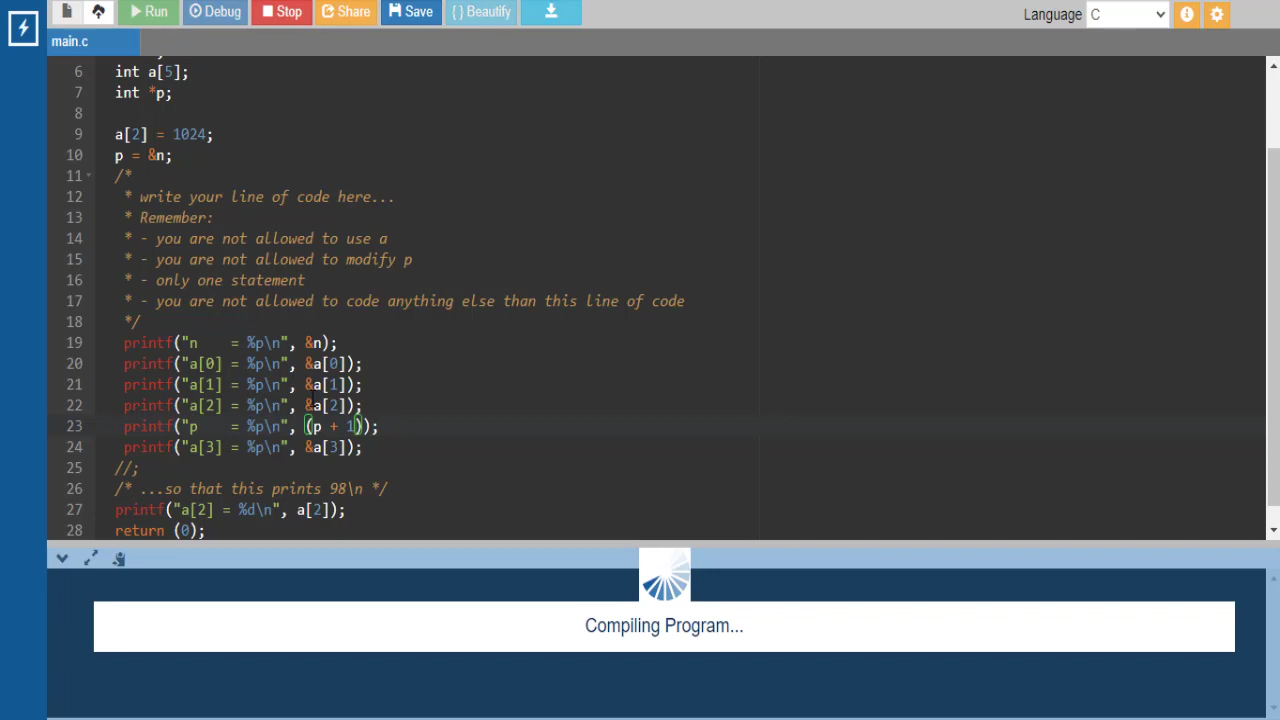 Run Debug Stop Share Save { } Beautify Language C
main.c
6 int a[5];
7 int *p;
8
9 a[2] = 1024;
10 p = &n;
11 /*
12 * write your line of code here...
13 * Remember:
14 * - you are not allowed to use a
15 * - you are not allowed to modify p
16 * - only one statement
17 * - you are not allowed to code anything else than this line of code
18 */
19 printf("n    = %p\n", &n);
20 printf("a[0] = %p\n", &a[0]);
21 printf("a[1] = %p\n", &a[1]);
22 printf("a[2] = %p\n", &a[2]);
23 printf("p    = %p\n", (p + 1));
24 printf("a[3] = %p\n", &a[3]);
25 //;
26 /* ...so that this prints 98\n */
27 printf("a[2] = %d\n", a[2]);
28 return (0);
Compiling Program...